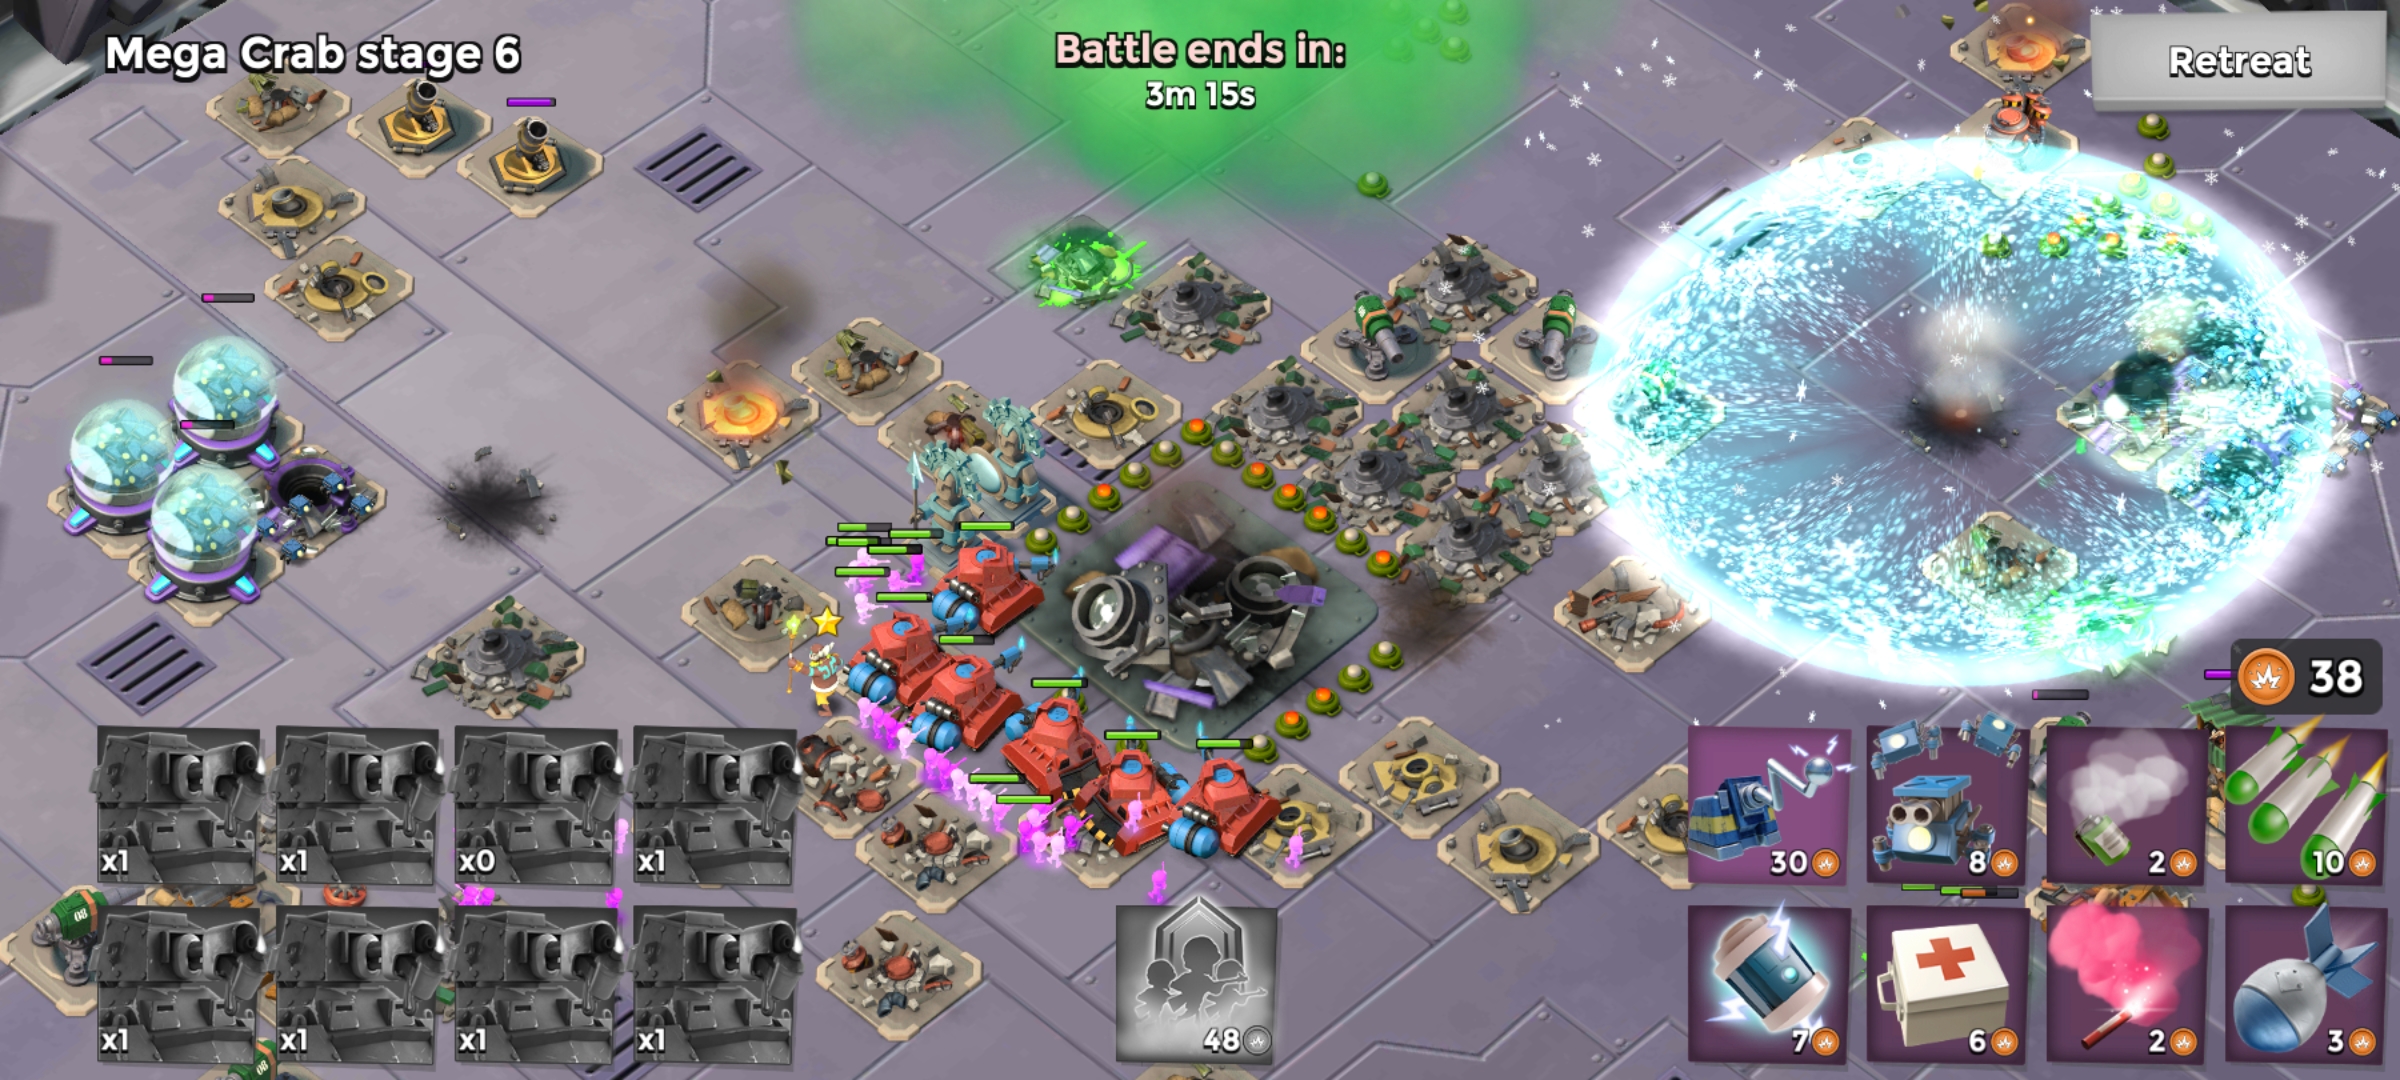 Mega Crab stage 6
Battle ends in:
3m 15s
Retreat
38
x1
x1
x0
x1
30
8
2
10
x1
x1
x1
x1
48
7
6
2
3